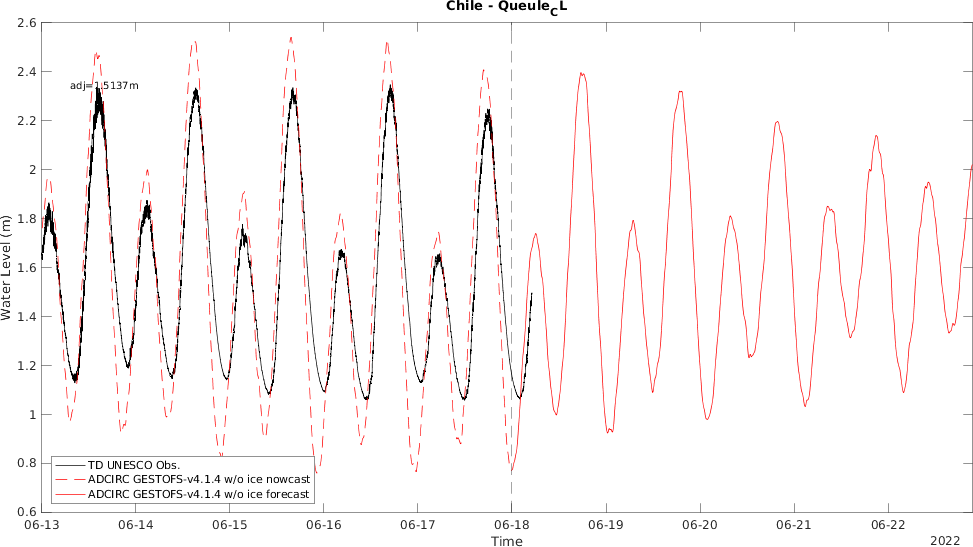 Chile - Queule_CL
2.6
2.4
adj=1.5137m
2.2
2
1.8
1.6
1.4
1.2
1
0.8
0.6
Water Level (m)
TD UNESCO Obs.
ADCIRC GESTOFS-v4.1.4 w/o ice nowcast
ADCIRC GESTOFS-v4.1.4 w/o ice forecast
06-13 06-14 06-15 06-16 06-17 06-18 06-19 06-20 06-21 06-22
Time
2022